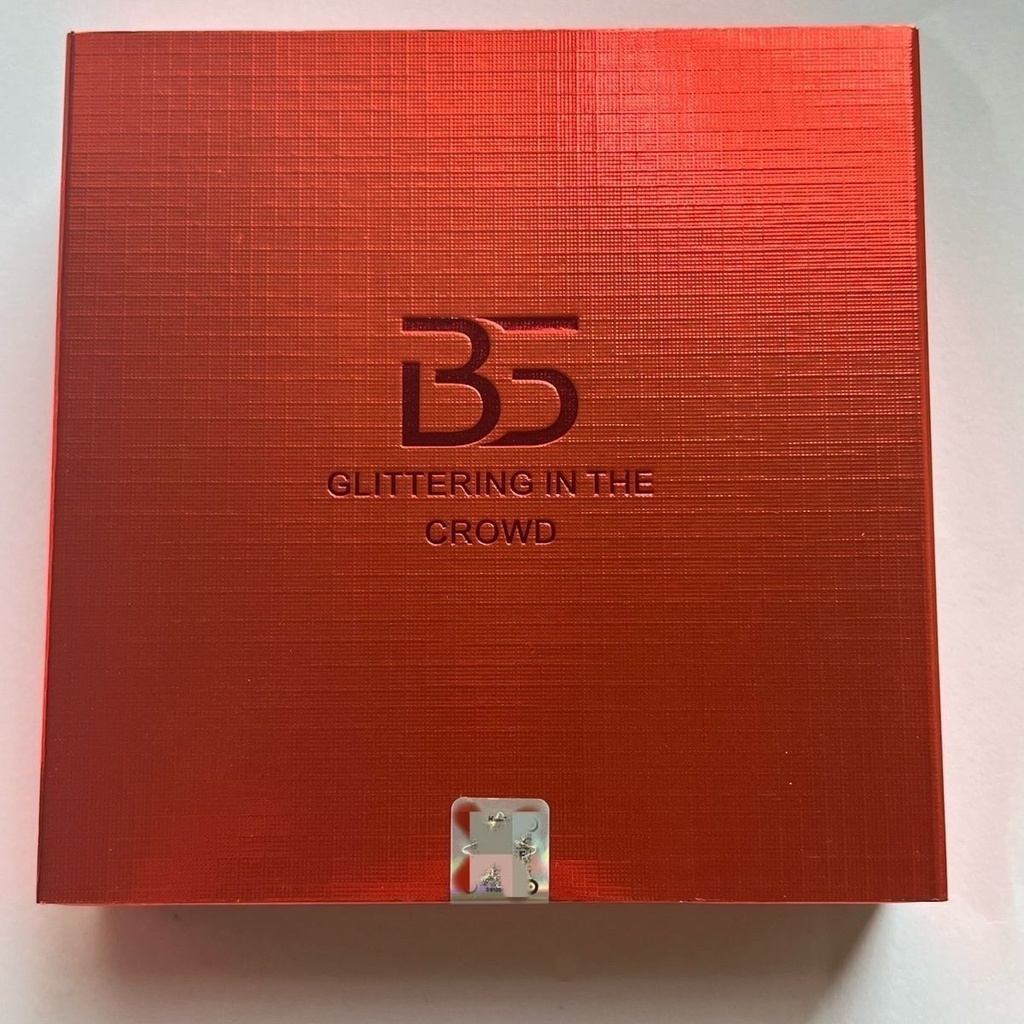 B5
GLITTERING IN THE
CROWD